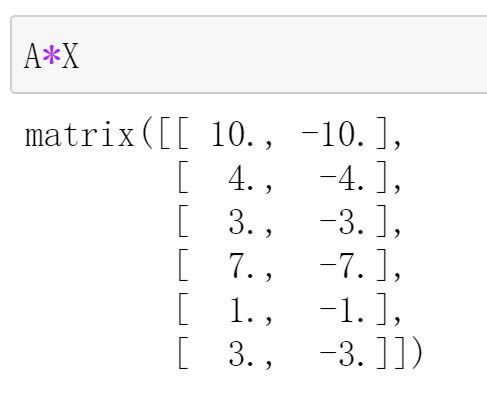 A*X
matrix([[ 10., -10.],
[ 4., -4.],
[ 3., -3.],
[ 7., -7.],
[ 1., -1.],
[ 3., -3.]])